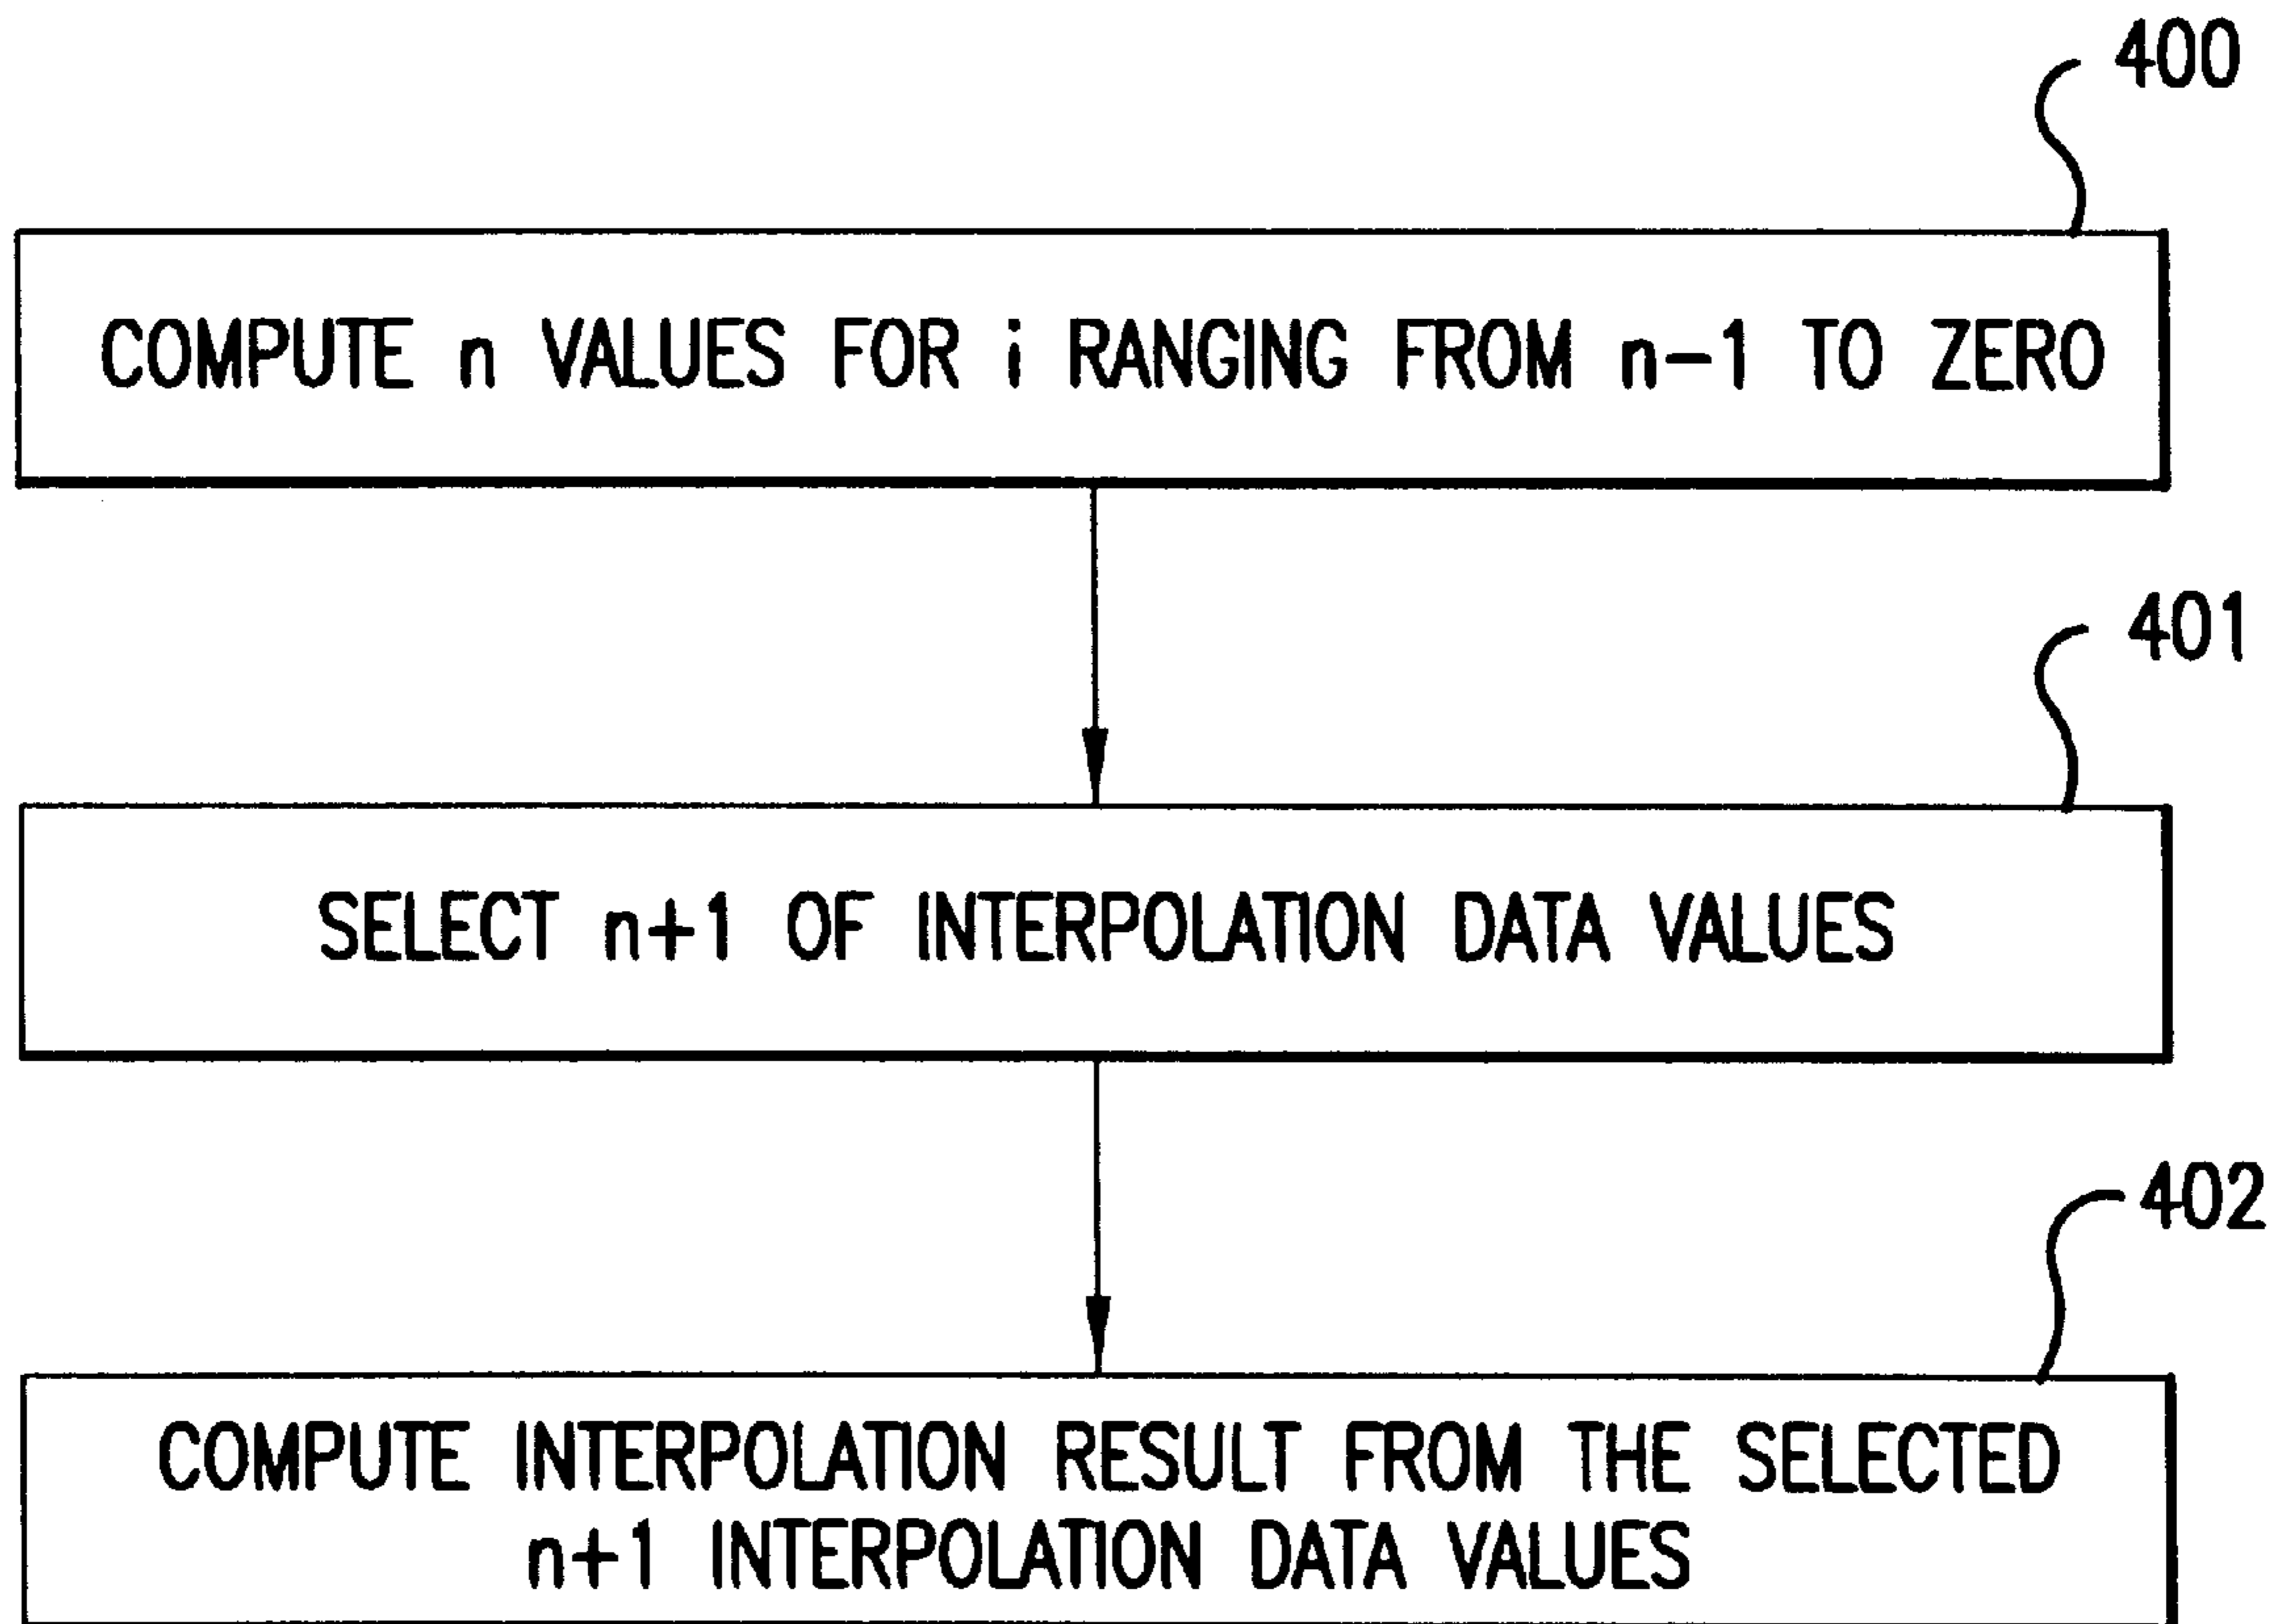 400
COMPUTE n VALUES FOR i RANGING FROM n-1 TO ZERO
401
SELECT n+1 OF INTERPOLATION DATA VALUES
402
COMPUTE INTERPOLATION RESULT FROM THE SELECTED
n+1 INTERPOLATION DATA VALUES